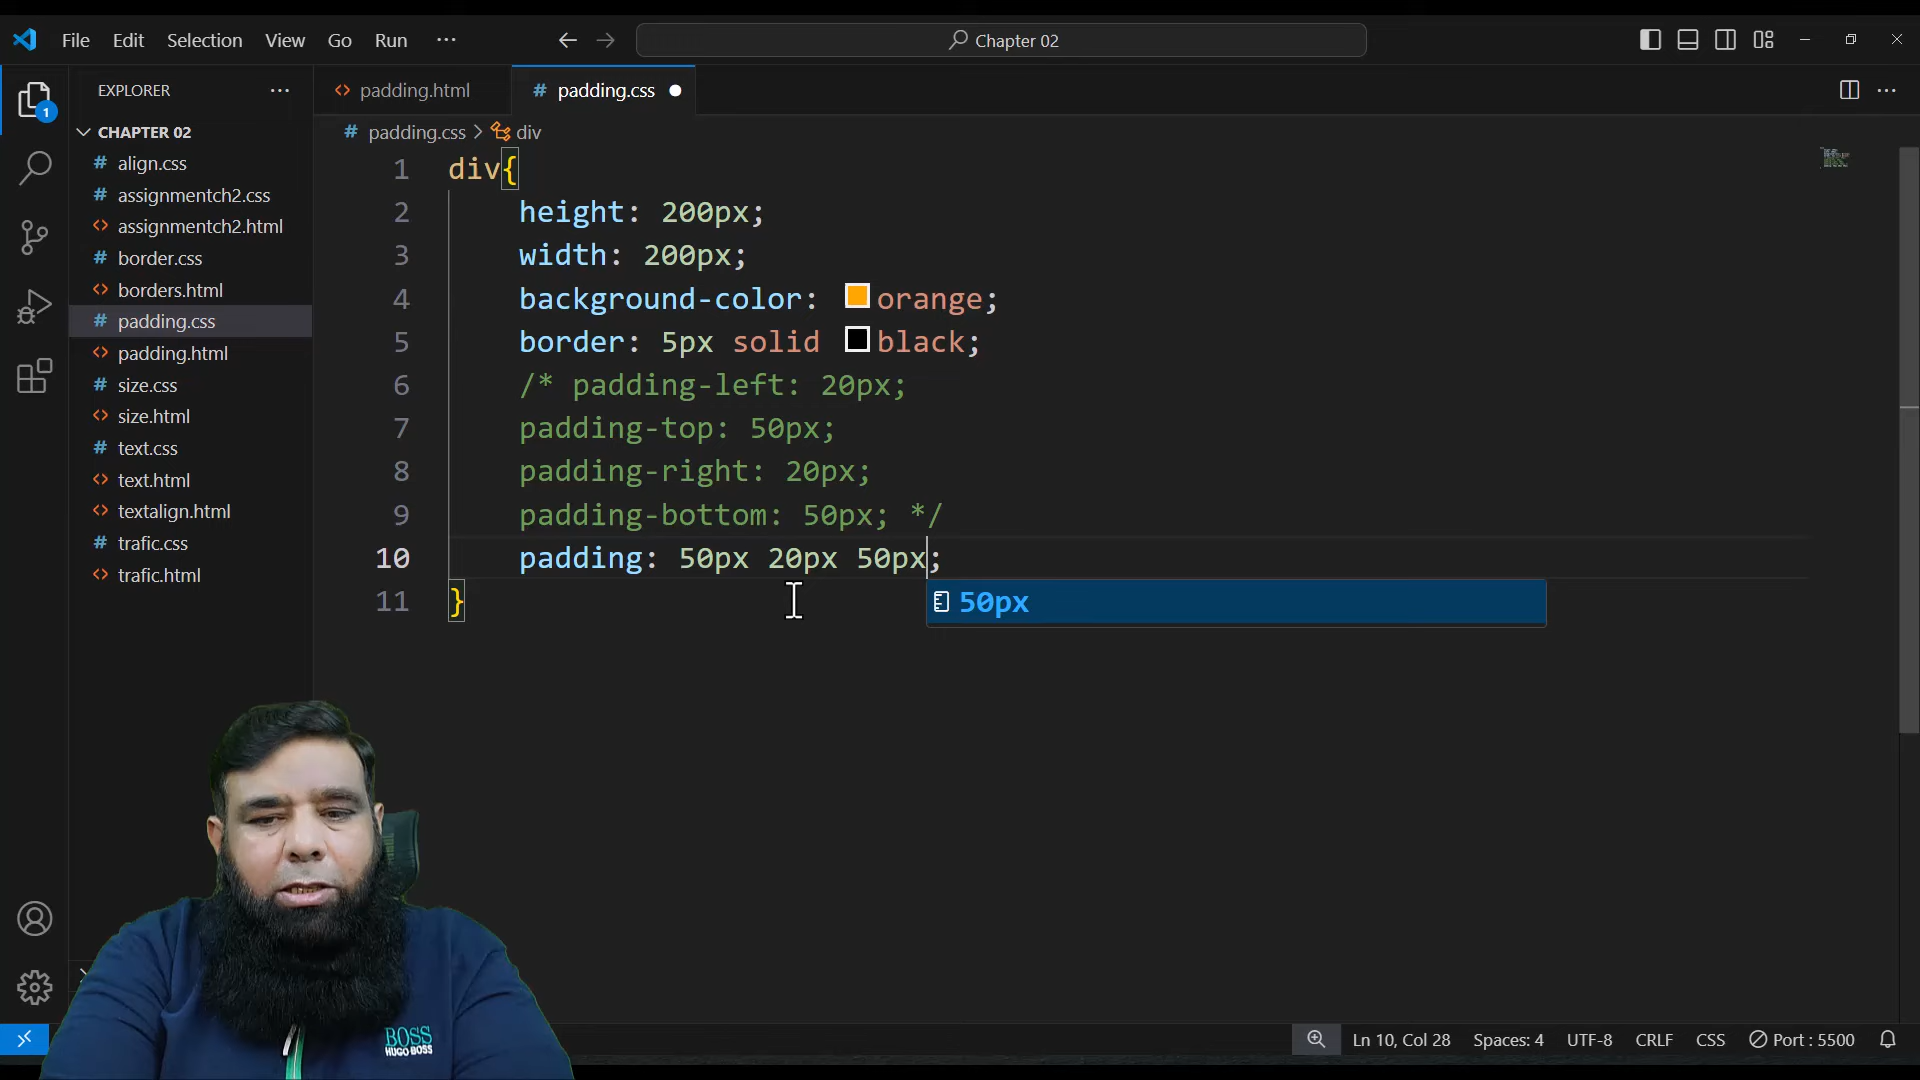 File Edit Selection View Go Run ···
Chapter 02
EXPLORER ···
padding.html
# padding.css
1
CHAPTER 02
# padding.css > div
# align.css
# assignmentch2.css
<> assignmentch2.html
# border.css
<> borders.html
# padding.css
<> padding.html
# size.css
<> size.html
# text.css
<> text.html
<> textalign.html
# trafic.css
<> trafic.html
1 div{
2 height: 200px;
3 width: 200px;
4 background-color: orange;
5 border: 5px solid black;
6 /* padding-left: 20px;
7 padding-top: 50px;
8 padding-right: 20px;
9 padding-bottom: 50px; */
10 padding: 50px 20px 50px;
11 }
50px
BOSS
HUGO BOSS
Ln 10, Col 28 Spaces: 4 UTF-8 CRLF CSS Port : 5500